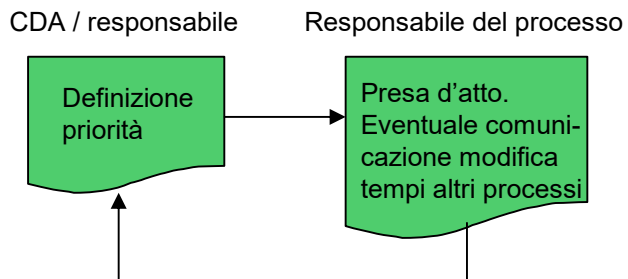 CDA / responsabile
Responsabile del processo
Definizione
priorità
Presa d’atto.
Eventuale comuni-
cazione modifica
tempi altri processi